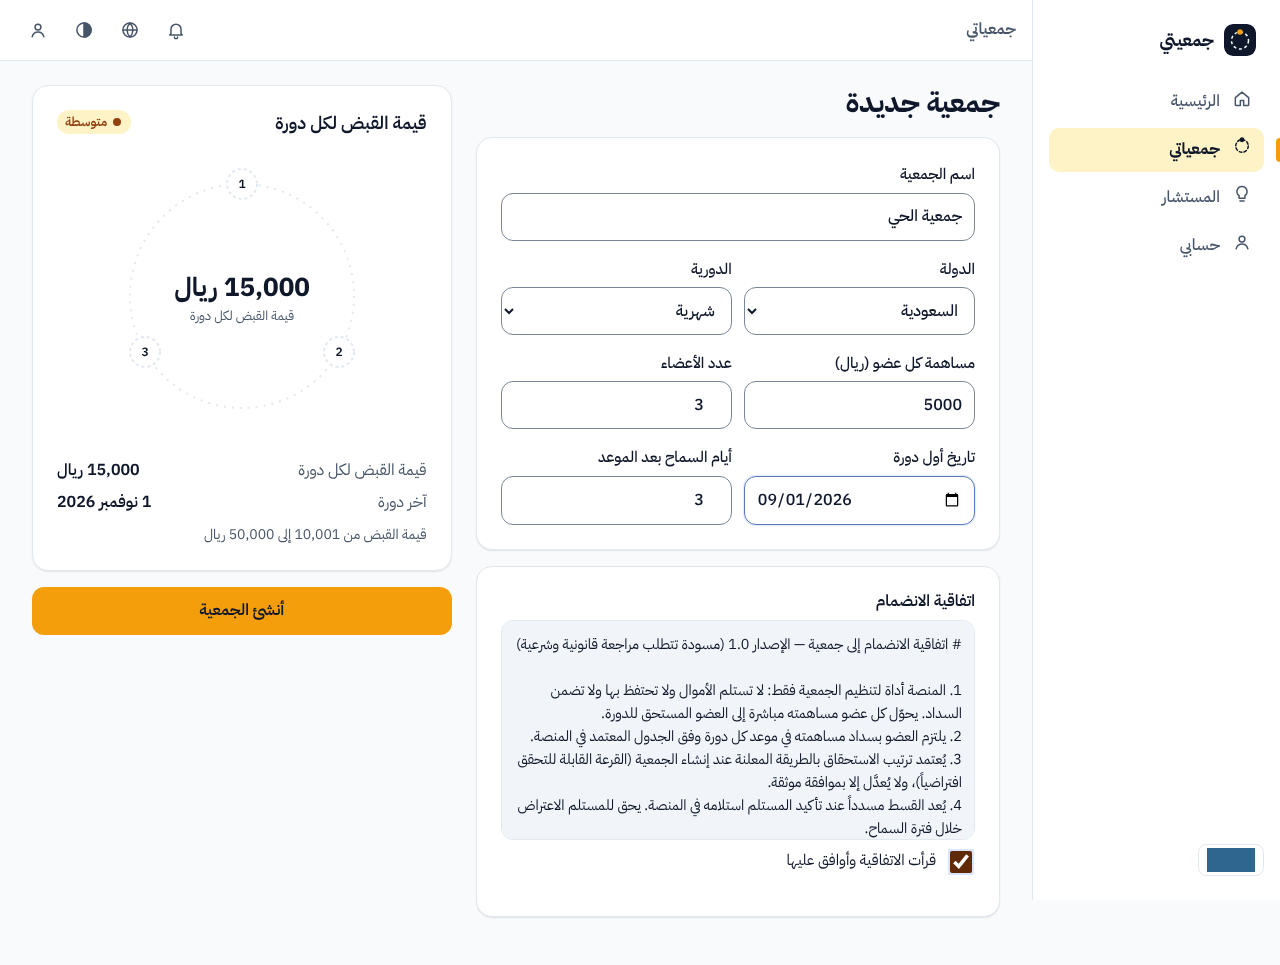 جمعيتي
الرئيسية
جمعياتي
المستشار
حسابي
جمعياتي
جمعية جديدة
اسم الجمعية
جمعية الحي
الدولة
الدورية
السعودية
شهرية
مساهمة كل عضو (ريال)
عدد الأعضاء
5000
3
تاريخ أول دورة
أيام السماح بعد الموعد
09/01/2026
3
اتفاقية الانضمام
# اتفاقية الانضمام إلى جمعية — الإصدار 1.0 (مسودة تتطلب مراجعة قانونية وشرعية)
1. المنصة أداة لتنظيم الجمعية فقط: لا تستلم الأموال ولا تحتفظ بها ولا تضمن
السداد. يحوّل كل عضو مساهمته مباشرة إلى العضو المستحق للدورة.
2. يلتزم العضو بسداد مساهمته في موعد كل دورة وفق الجدول المعتمد في المنصة.
3. يُعتمد ترتيب الاستحقاق بالطريقة المعلنة عند إنشاء الجمعية (القرعة القابلة للتحقق
افتراضياً)، ولا يُعدَّل إلا بموافقة موثقة.
4. يُعد القسط مسدداً عند تأكيد المستلم استلامه في المنصة. يحق للمستلم الاعتراض
خلال فترة السماح.
قرأت الاتفاقية وأوافق عليها
قيمة القبض لكل دورة
متوسطة
1
15,000 ريال
قيمة القبض لكل دورة
2
3
قيمة القبض لكل دورة
15,000 ريال
آخر دورة
1 نوفمبر 2026
قيمة القبض من 10,001 إلى 50,000 ريال
أنشئ الجمعية